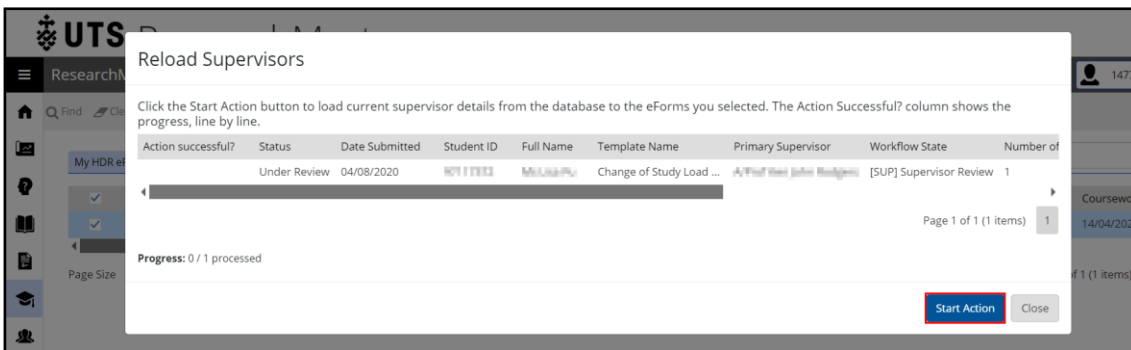 UTS
Reload Supervisors
ResearchM
147
Click the Start Action button to load current supervisor details from the database to the eForms you selected. The Action Successful? column shows the
progress, line by line.
Find Cle
Action successful? Status Date Submitted Student ID Full Name Template Name Primary Supervisor Workflow State Number of
My HDR eF
Under Review 04/08/2020 Change of Study Load ... [SUP] Supervisor Review 1
Coursewo
Page 1 of 1 (1 items) 1
14/04/202
Progress: 0 / 1 processed
Page Size
of 1 (1 items)
Start Action Close